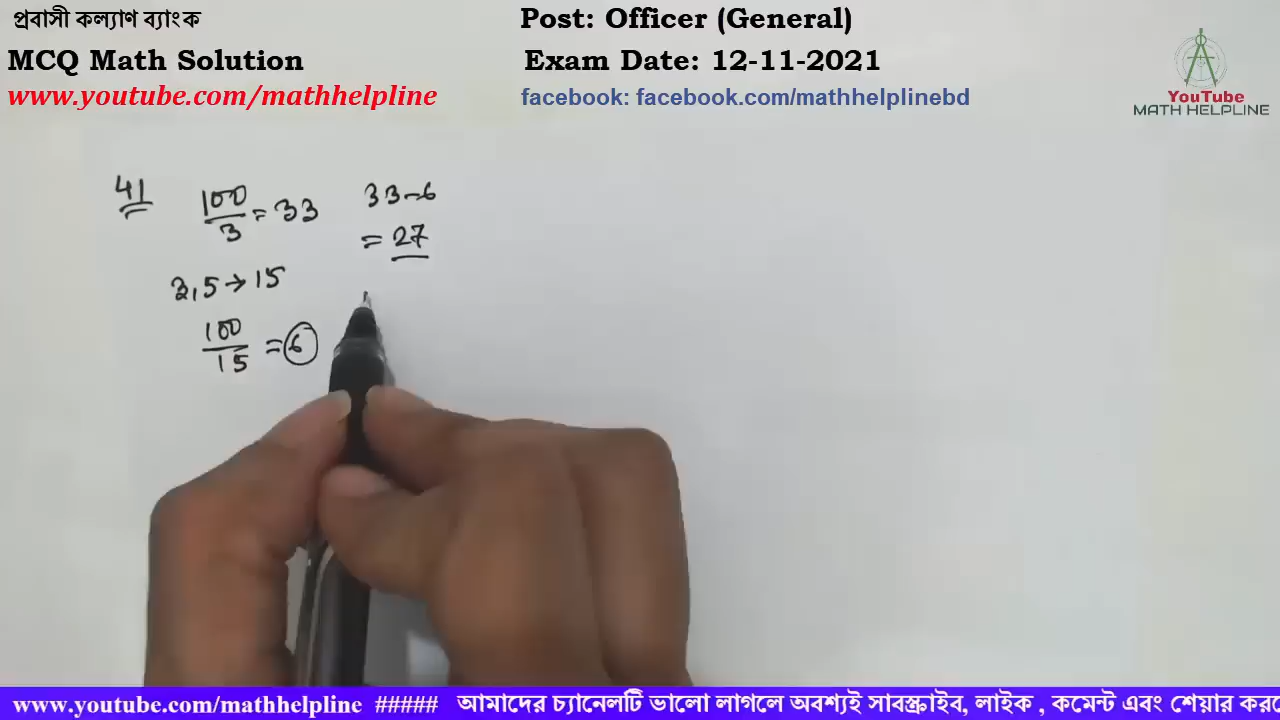 প্রবাসী কল্যাণ ব্যাংক
Post: Officer (General)
MCQ Math Solution
Exam Date: 12-11-2021
www.youtube.com/mathhelpline
facebook: facebook.com/mathhelplinebd
YouTube
MATH HELPLINE
41
100/3 = 33
33-6
= 27
3,5→15
100/15 = 6
www.youtube.com/mathhelpline ##### আমাদের চ্যানেলটি ভালো লাগলে অবশ্যই সাবস্ক্রাইব, লাইক , কমেন্ট এবং শেয়ার